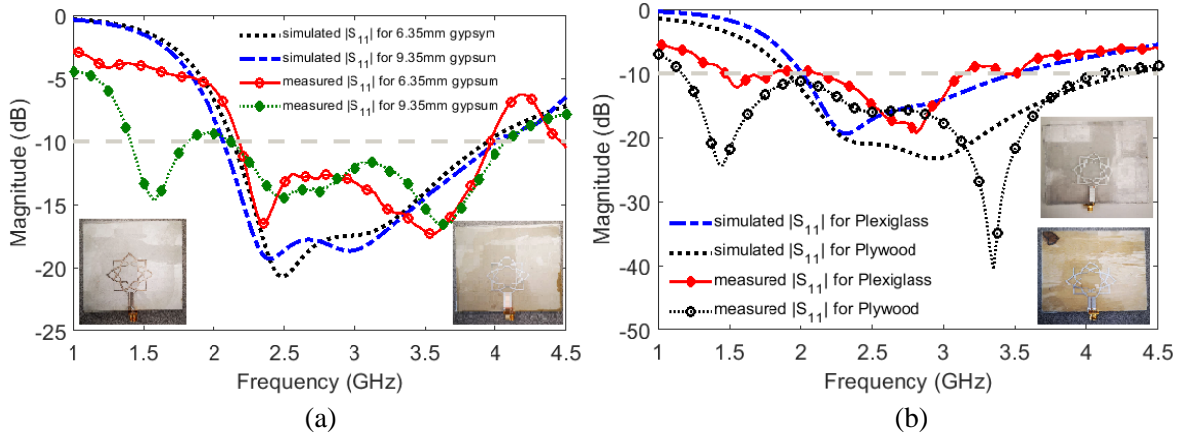 0
-5
-10
-15
-20
-25
1
1.5
2
2.5
3
3.5
4
4.5
Magnitude (dB)
Frequency (GHz)
simulated |S11| for 6.35mm gypsyn
simulated |S11| for 9.35mm gypsum
measured |S11| for 6.35mm gypsum
measured |S11| for 9.35mm gypsum
(a)
0
-10
-20
-30
-40
-50
1
1.5
2
2.5
3
3.5
4
4.5
Magnitude (dB)
Frequency (GHz)
simulated |S11| for Plexiglass
simulated |S11| for Plywood
measured |S11| for Plexiglass
measured |S11| for Plywood
(b)